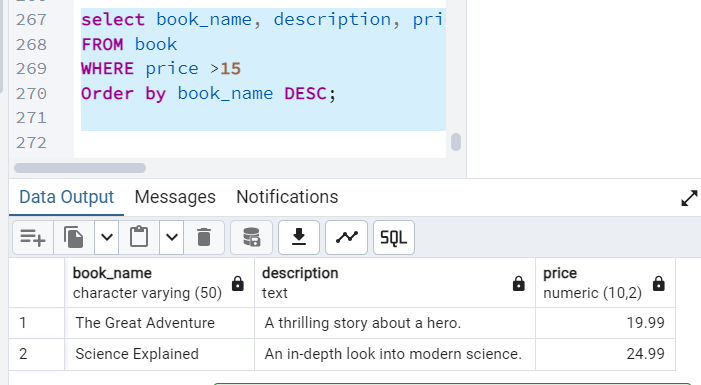 267 select book_name, description, pri
268 FROM book
269 WHERE price >15
270 Order by book_name DESC;
271
272
Data Output Messages Notifications
SQL
book_name description price
character varying (50) text numeric (10,2)
1 The Great Adventure A thrilling story about a hero. 19.99
2 Science Explained An in-depth look into modern science. 24.99